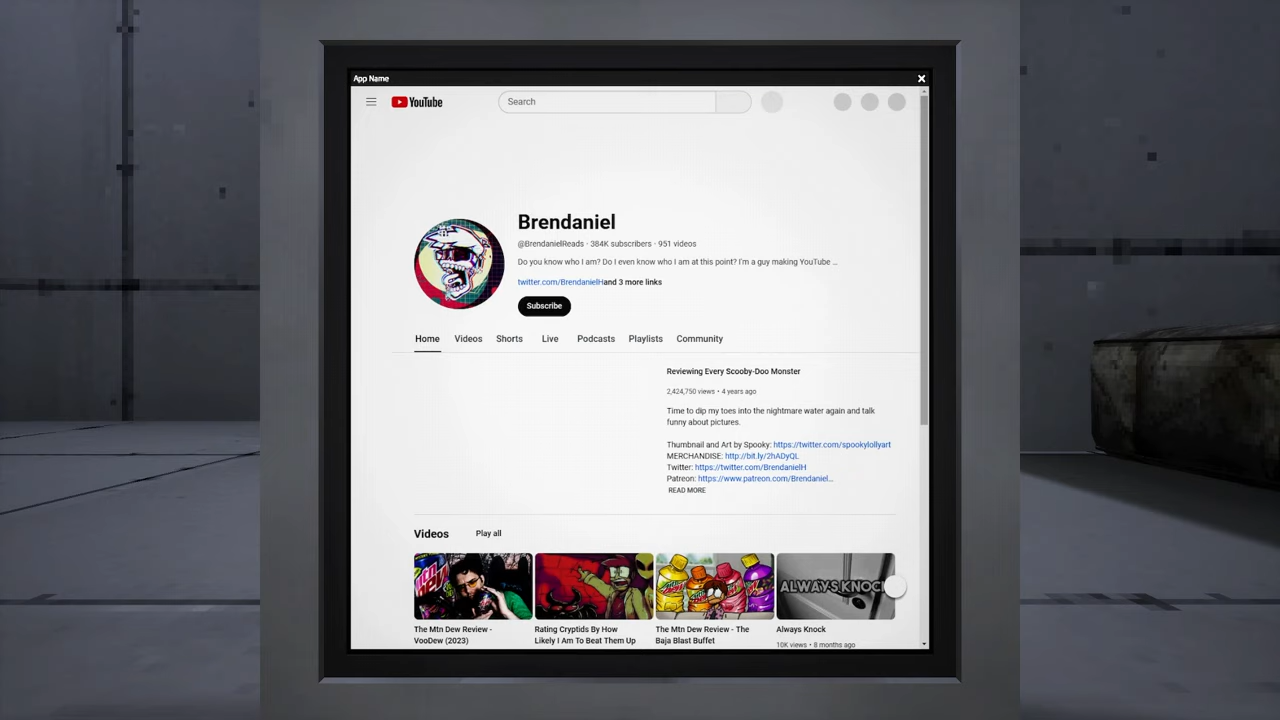 App Name
YouTube
Search
Brendaniel
@BrendanielReads · 384K subscribers · 951 videos
Do you know who I am? Do I even know who I am at this point? I'm a guy making YouTube ...
twitter.com/BrendanielHand 3 more links
Subscribe
Home Videos Shorts Live Podcasts Playlists Community
Reviewing Every Scooby-Doo Monster
2,424,750 views • 4 years ago
Time to dip my toes into the nightmare water again and talk
funny about pictures.
Thumbnail and Art by Spooky: https://twitter.com/spookylollyart
MERCHANDISE: http://bit.ly/2hADyQL
Twitter: https://twitter.com/BrendanielH
Patreon: https://www.patreon.com/Brendaniel...
READ MORE
Videos Play all
ALWAYS KNOCK
The Mtn Dew Review -
VooDew (2023)
Rating Cryptids By How
Likely I Am To Beat Them Up
The Mtn Dew Review - The
Baja Blast Buffet
Always Knock
10K views • 8 months ago